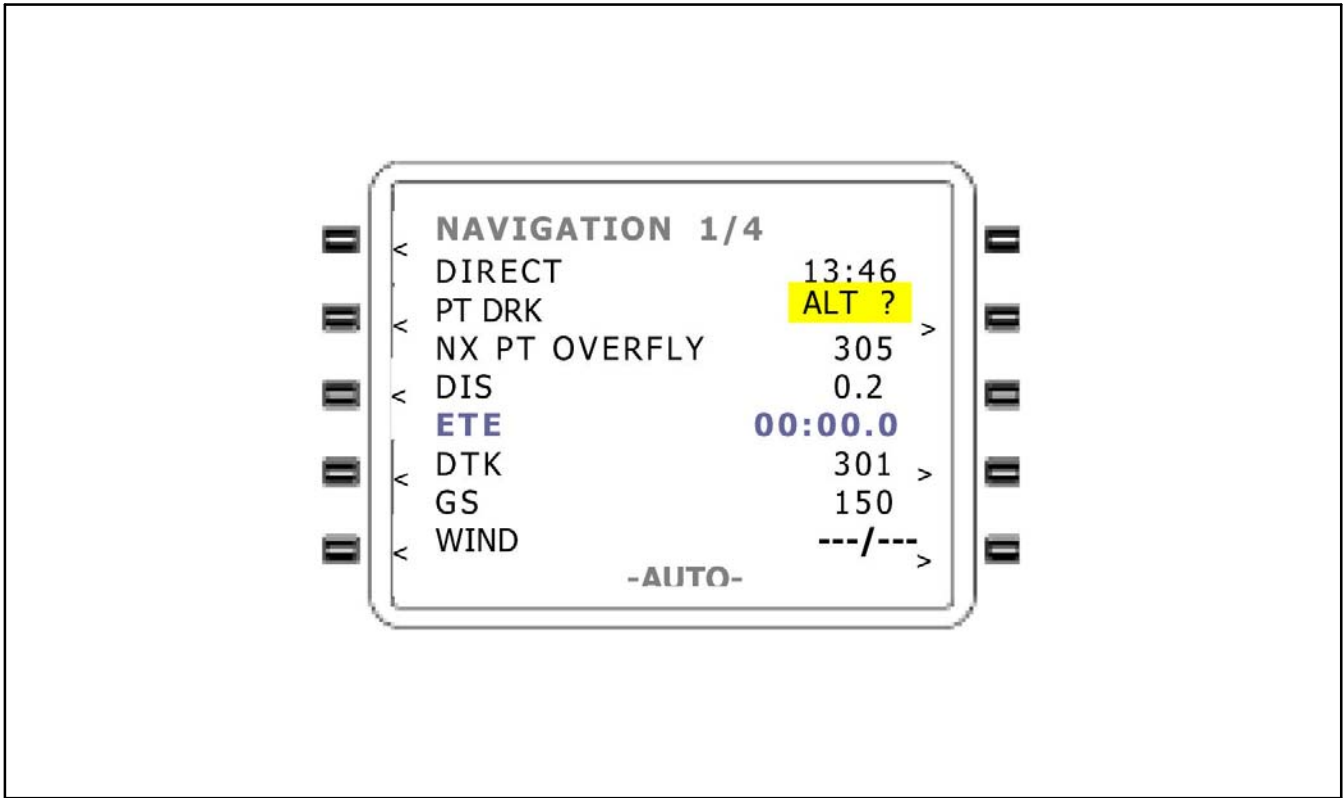 NAVIGATION 1/4
< DIRECT 13:46
< PT DRK ALT ? >
NX PT OVERFLY 305
< DIS 0.2
ETE 00:00.0
< DTK 301 >
GS 150
< WIND ---/--- >
-AUTO-